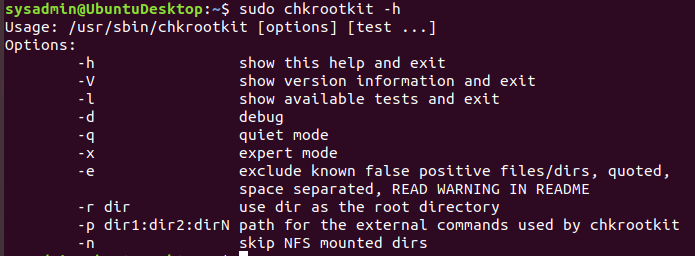 sysadmin@UbuntuDesktop:~$ sudo chkrootkit -h
Usage: /usr/sbin/chkrootkit [options] [test ...]
Options:
        -h                show this help and exit
        -V                show version information and exit
        -l                show available tests and exit
        -d                debug
        -q                quiet mode
        -x                expert mode
        -e                exclude known false positive files/dirs, quoted,
                          space separated, READ WARNING IN README
        -r dir            use dir as the root directory
        -p dir1:dir2:dirN path for the external commands used by chkrootkit
        -n                skip NFS mounted dirs